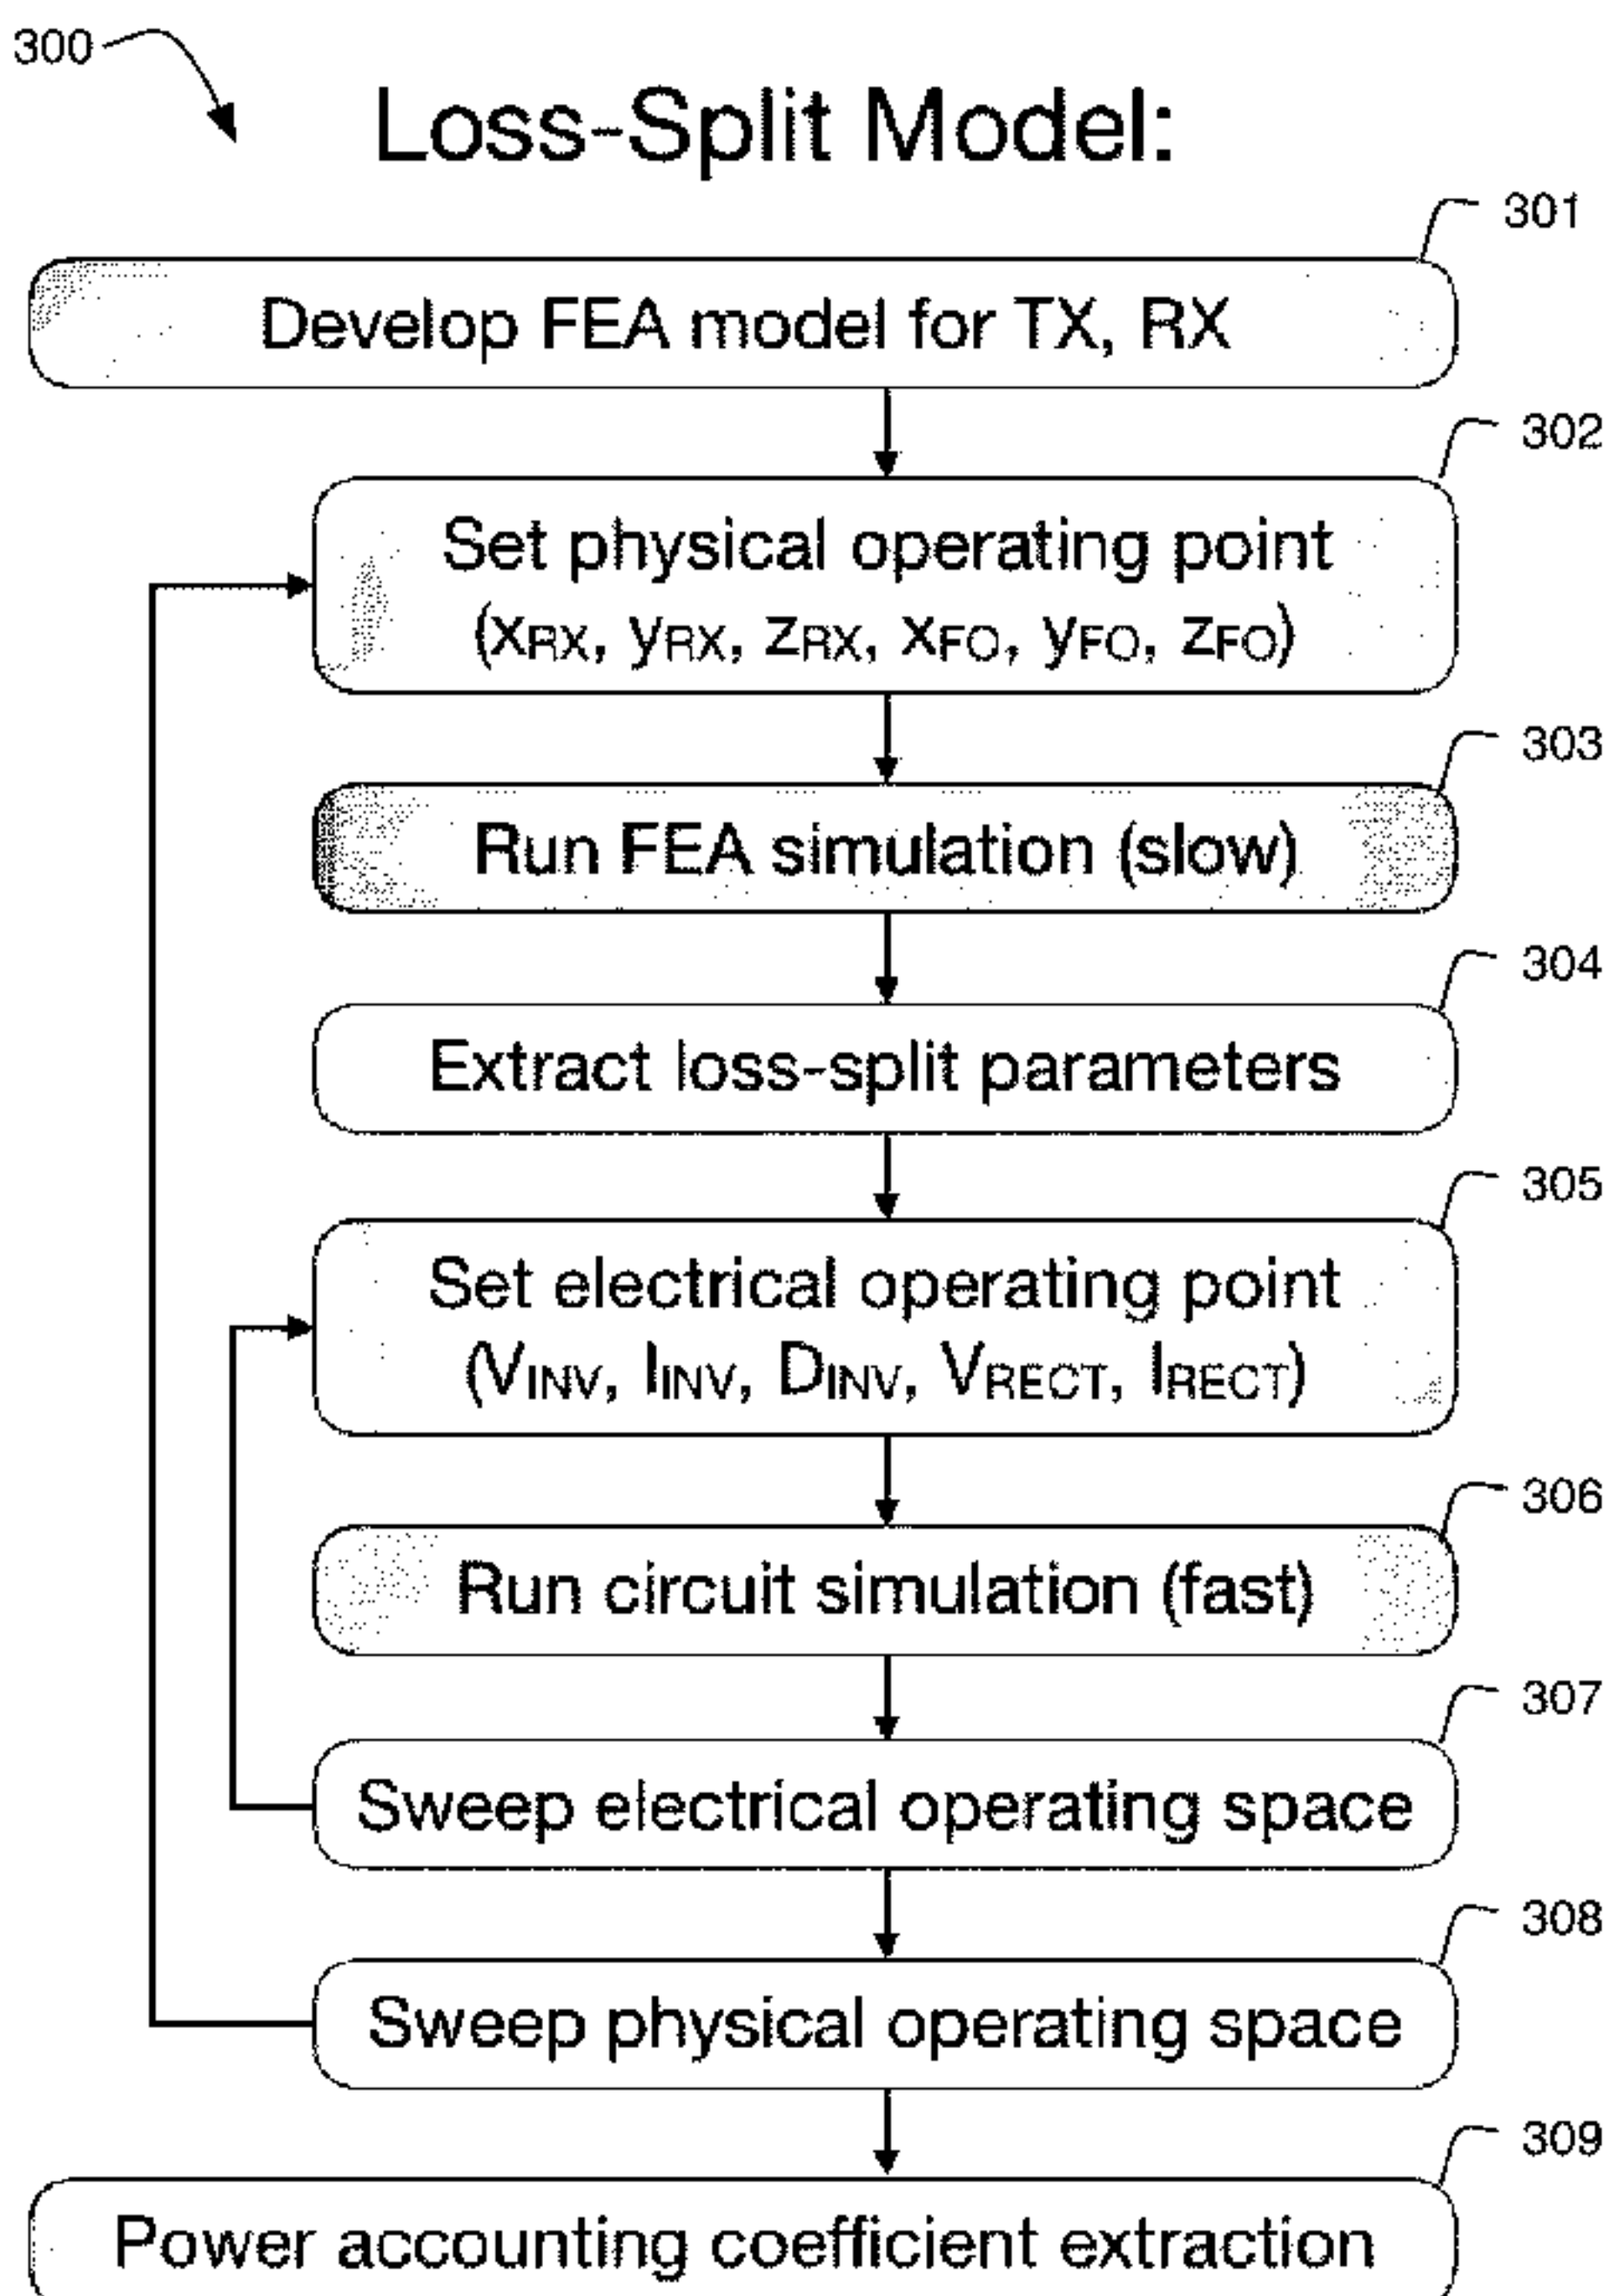 300
Loss-Split Model:
301
Develop FEA model for TX, RX
302
Set physical operating point
(xRX, yRX, zRX, xFO, yFO, zFO)
303
Run FEA simulation (slow)
304
Extract loss-split parameters
305
Set electrical operating point
(VINV, IINV, DINV, VRECT, IRECT)
306
Run circuit simulation (fast)
307
Sweep electrical operating space
308
Sweep physical operating space
309
Power accounting coefficient extraction